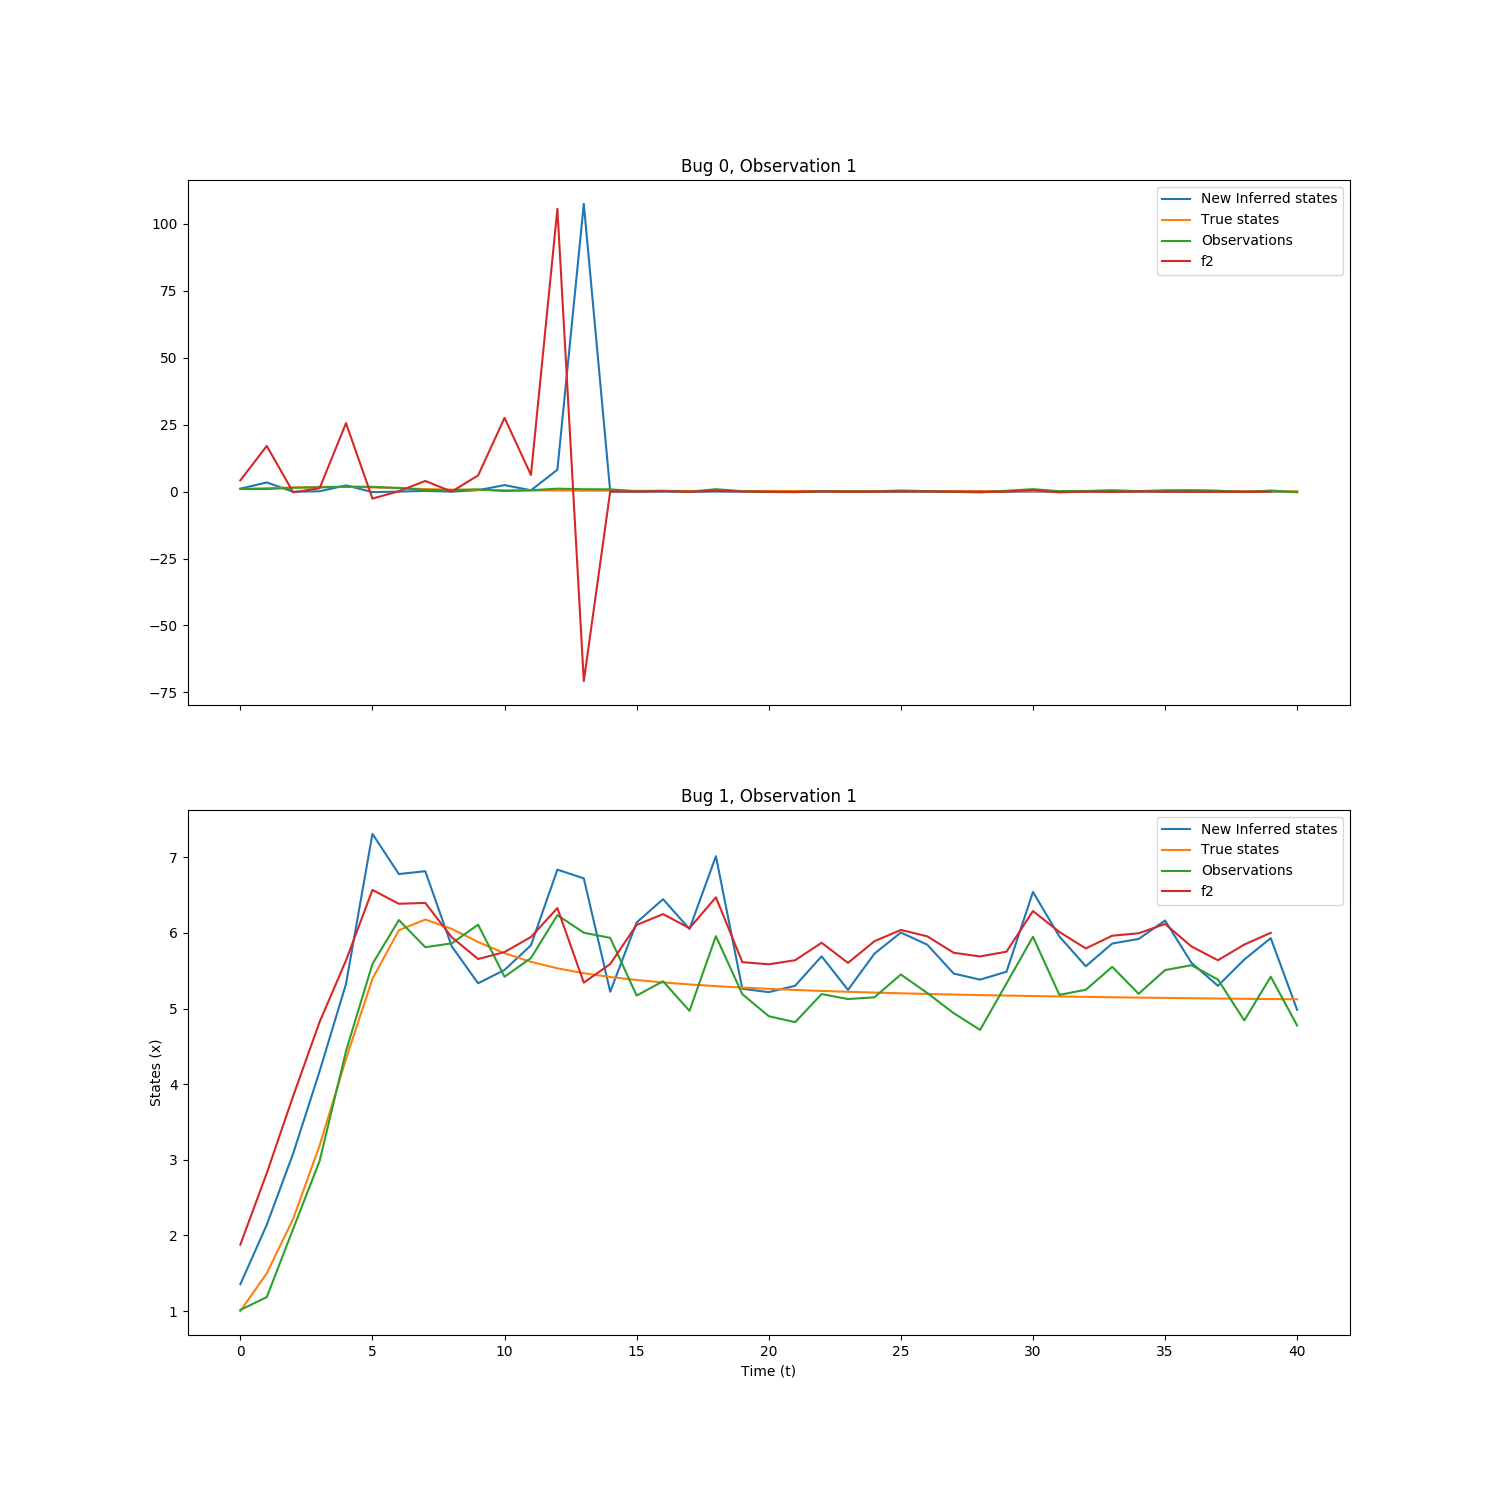 Bug 0, Observation 1
New Inferred states
True states
Observations
f2
100
75
50
25
0
−25
−50
−75
Bug 1, Observation 1
New Inferred states
True states
Observations
f2
States (x)
7
6
5
4
3
2
1
0 5 10 15 20 25 30 35 40
Time (t)